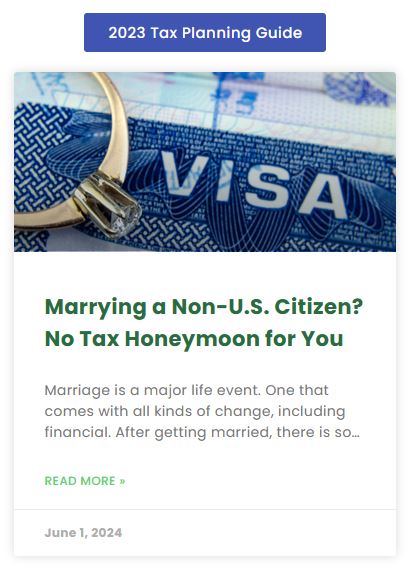 2023 Tax Planning Guide
VISA
Marrying a Non-U.S. Citizen?
No Tax Honeymoon for You
Marriage is a major life event. One that
comes with all kinds of change, including
financial. After getting married, there is so...
READ MORE »
June 1, 2024